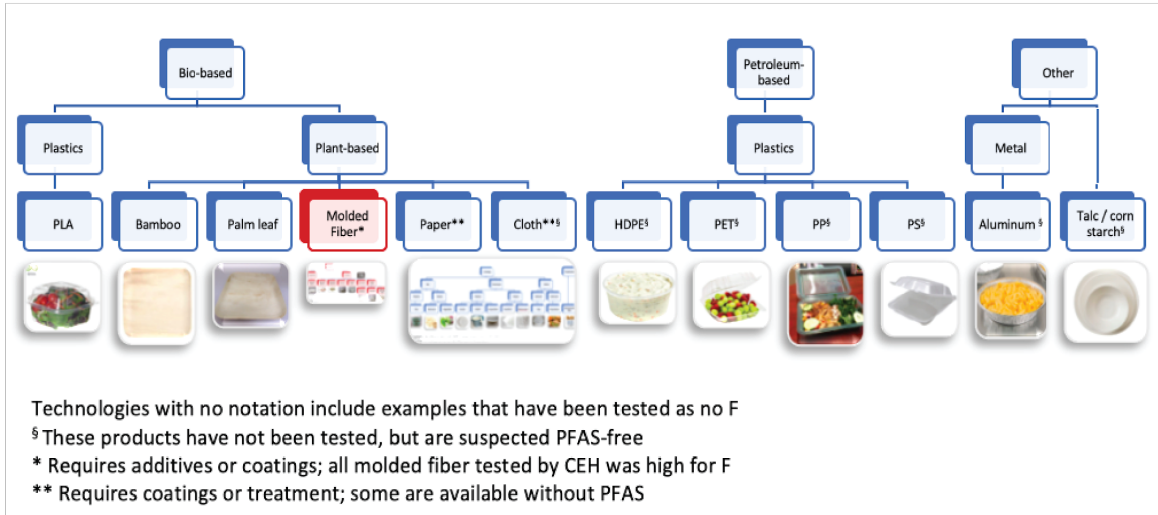 Bio-based
Petroleum-
based
Other
Plastics
Plant-based
Plastics
Metal
PLA
Bamboo
Palm leaf
Molded
Fiber*
Paper**
Cloth**§
HDPE§
PET§
PP§
PS§
Aluminum §
Talc / corn
starch§
Technologies with no notation include examples that have been tested as no F
§ These products have not been tested, but are suspected PFAS-free
* Requires additives or coatings; all molded fiber tested by CEH was high for F
** Requires coatings or treatment; some are available without PFAS